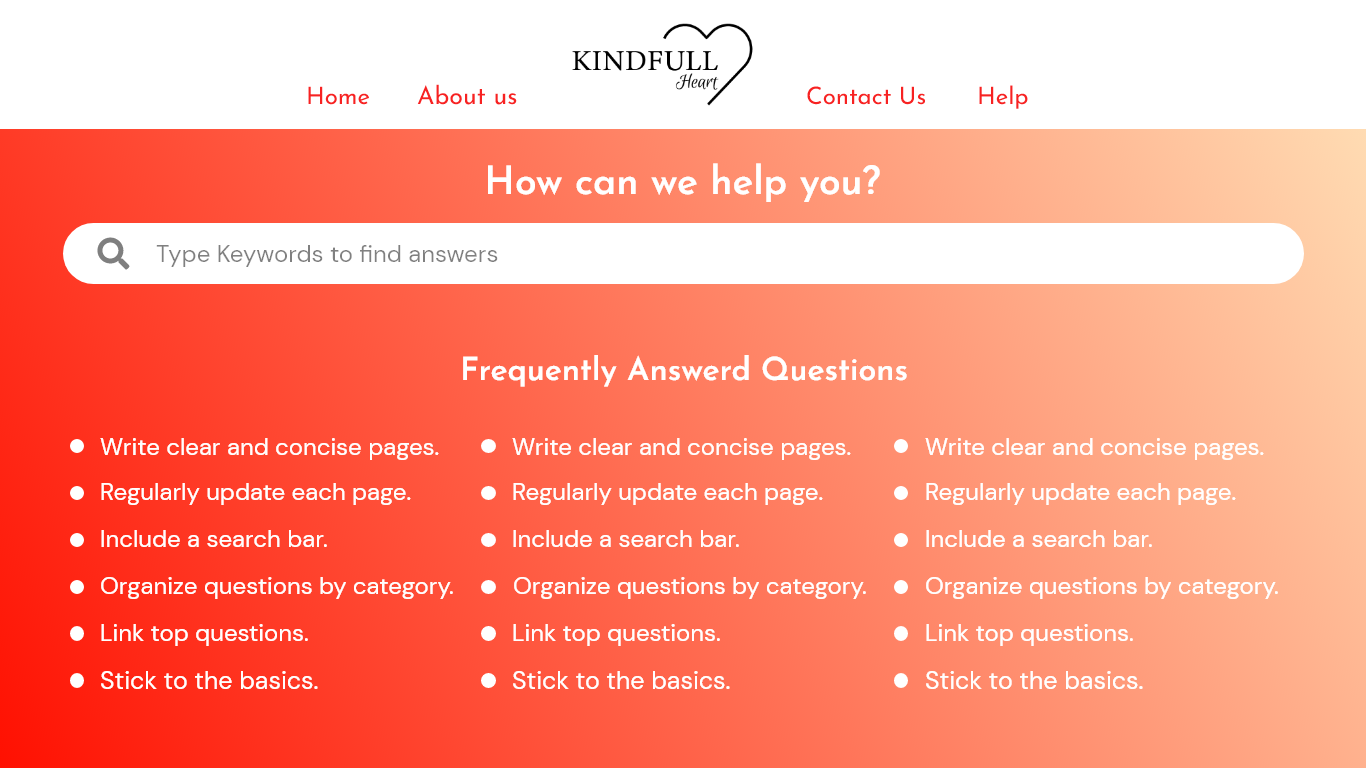 KINDFULL
Heart
Home About us Contact Us Help
How can we help you?
Type Keywords to find answers
Frequently Answerd Questions
Write clear and concise pages.
Regularly update each page.
Include a search bar.
Organize questions by category.
Link top questions.
Stick to the basics.
Write clear and concise pages.
Regularly update each page.
Include a search bar.
Organize questions by category.
Link top questions.
Stick to the basics.
Write clear and concise pages.
Regularly update each page.
Include a search bar.
Organize questions by category.
Link top questions.
Stick to the basics.